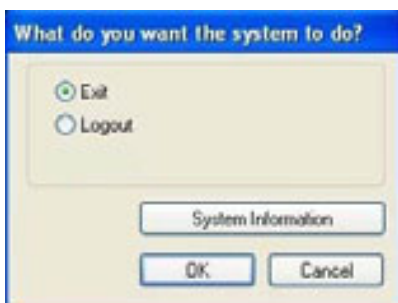 What do you want the system to do?
Exit
Logout
System Information
OK
Cancel